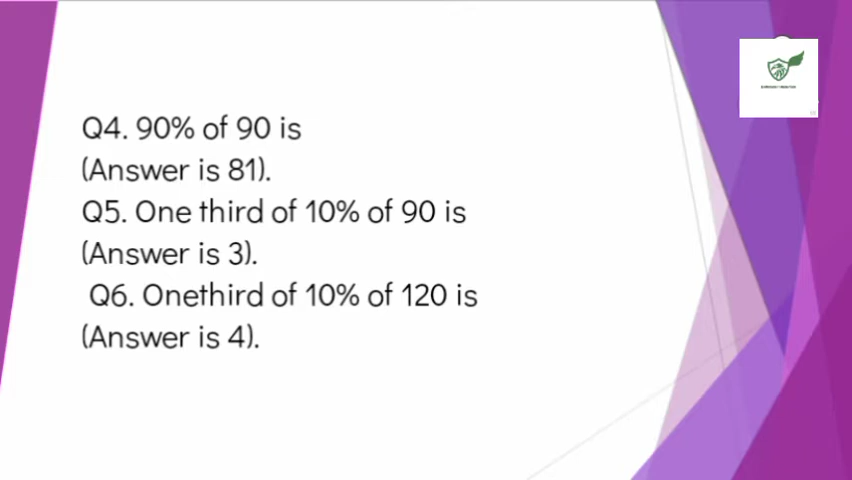 Q4. 90% of 90 is
(Answer is 81).
Q5. One third of 10% of 90 is
(Answer is 3).
Q6. Onethird of 10% of 120 is
(Answer is 4).